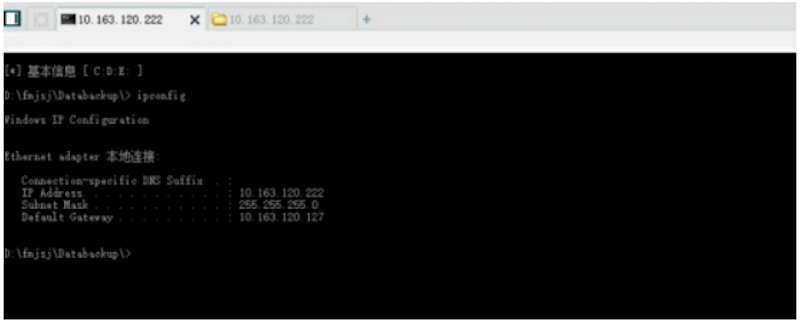 10.163.120.222 X 10.163.120.222 +
[*] 基本信息 [ C:D:E: ]
D:\fmjsj\Databackup\> ipconfig
Windows IP Configuration
Ethernet adapter 本地连接:
Connection-specific DNS Suffix . :
IP Address. . . . . . . . . . . . : 10.163.120.222
Subnet Mask . . . . . . . . . . . : 255.255.255.0
Default Gateway . . . . . . . . . : 10.163.120.127
D:\fmjsj\Databackup\>